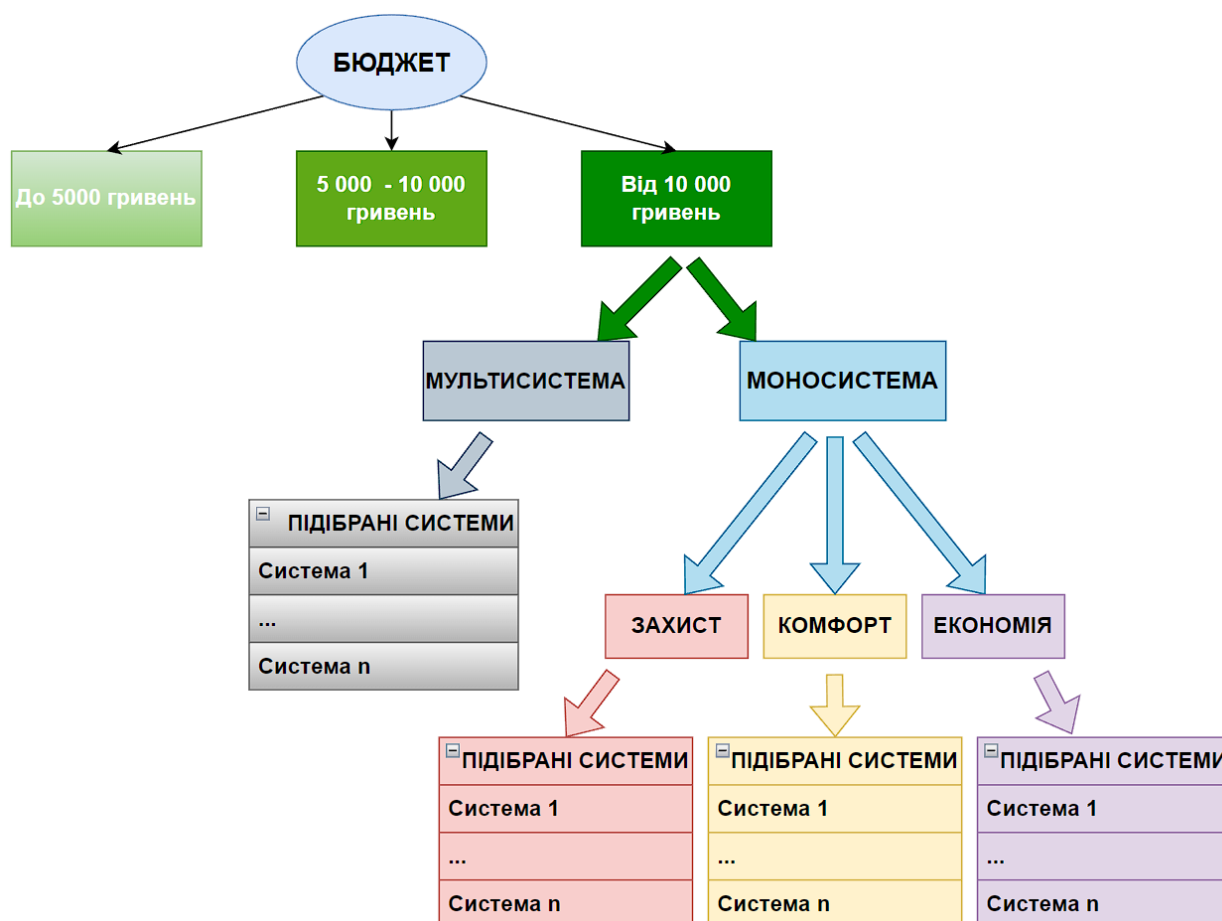 БЮДЖЕТ
До 5000 гривень
5 000 - 10 000
гривень
Від 10 000
гривень
МУЛЬТИСИСТЕМА
МОНОСИСТЕМА
ПІДІБРАНІ СИСТЕМИ
Система 1
...
Система n
ЗАХИСТ
КОМФОРТ
ЕКОНОМІЯ
ПІДІБРАНІ СИСТЕМИ
Система 1
...
Система n
ПІДІБРАНІ СИСТЕМИ
Система 1
...
Система n
ПІДІБРАНІ СИСТЕМИ
Система 1
...
Система n